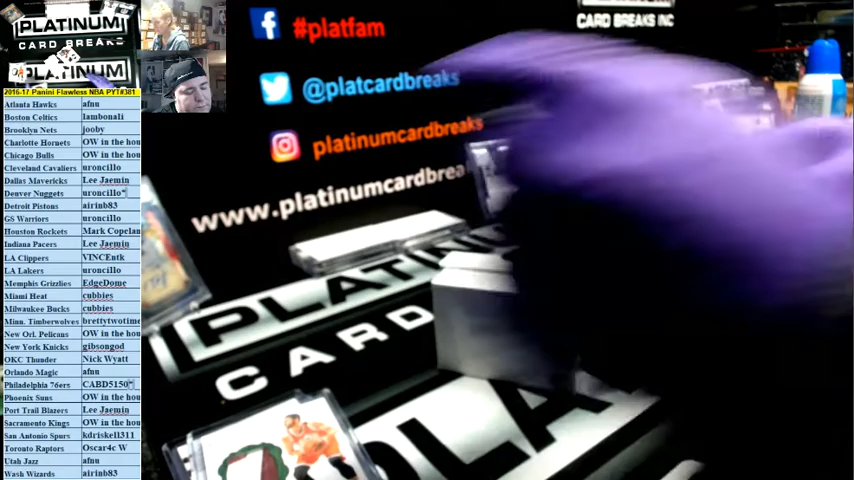 PLATINUM
CARD BREAKS
PLATINUM
2016-17 Panini Flawless NBA PYT#381
Atlanta Hawks afnu
Boston Celtics lambonali
Brooklyn Nets jooby
Charlotte Hornets OW in the hou
Chicago Bulls OW in the hou
Cleveland Cavaliers uroncillo
Dallas Mavericks Lee Jaemin
Denver Nuggets uroncillo*
Detroit Pistons airinb83
GS Warriors uroncillo
Houston Rockets Mark Copelan
Indiana Pacers Lee Jaemin
LA Clippers VINCEntk
LA Lakers uroncillo
Memphis Grizzlies EdgeDome
Miami Heat cubbies
Milwaukee Bucks cubbies
Minn. Timberwolves brettytwotime
New Orl. Pelicans OW in the hou
New York Knicks gibsongod
OKC Thunder Nick Wyatt
Orlando Magic afnu
Philadelphia 76ers CABD5150*
Phoenix Suns OW in the hou
Port Trail Blazers Lee Jaemin
Sacramento Kings OW in the hou
San Antonio Spurs kdriskell311
Toronto Raptors Oscar4c W
Utah Jazz afnu
Wash Wizards airinb83
PLATINUM
CARD BREAKS INC
#platfam
@platcardbreaks
platinumcardbreaks
www.platinumcardbrea
PLATINU
CARD
PLA